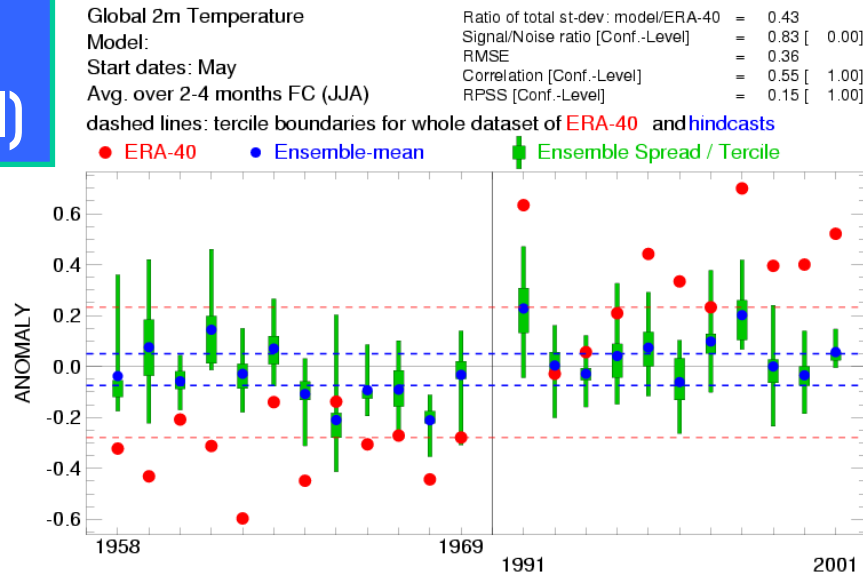 Global 2m Temperature
Model:
Start dates: May
Avg. over 2-4 months FC (JJA)
Ratio of total st-dev: model/ERA-40 = 0.43
Signal/Noise ratio [Conf.-Level] = 0.83 [ 0.00]
RMSE = 0.36
Correlation [Conf.-Level] = 0.55 [ 1.00]
RPSS [Conf.-Level] = 0.15 [ 1.00]
dashed lines: tercile boundaries for whole dataset of ERA-40 and hindcasts
ERA-40 Ensemble-mean Ensemble Spread / Tercile
ANOMALY
0.6
0.4
0.2
0.0
-0.2
-0.4
-0.6
1958 1969
1991 2001